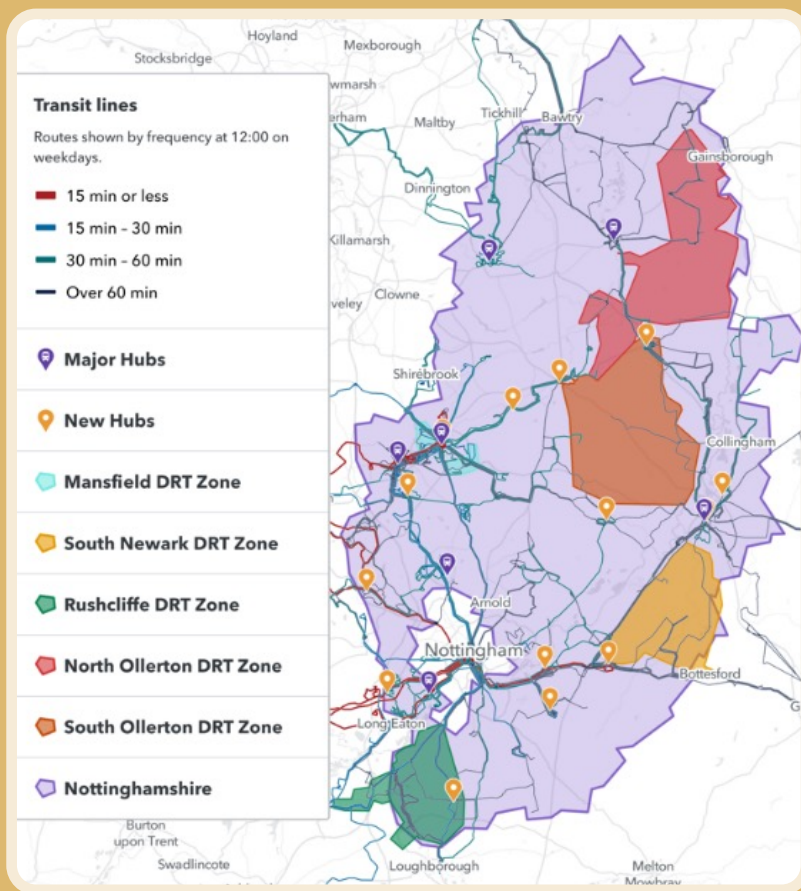 Hoyland
Stocksbridge
Mexborough
Tickhill
Bawtry
Maltby
Gainsborough
Dinnington
Killamarsh
Clowne
Shirebrook
Collingham
Arnold
Nottingham
Bottesford
Long Eaton
Burton
upon Trent
Swadlincote
Loughborough
Melton
Mowbray
Transit lines
Routes shown by frequency at 12:00 on
weekdays.
15 min or less
15 min - 30 min
30 min - 60 min
Over 60 min
Major Hubs
New Hubs
Mansfield DRT Zone
South Newark DRT Zone
Rushcliffe DRT Zone
North Ollerton DRT Zone
South Ollerton DRT Zone
Nottinghamshire